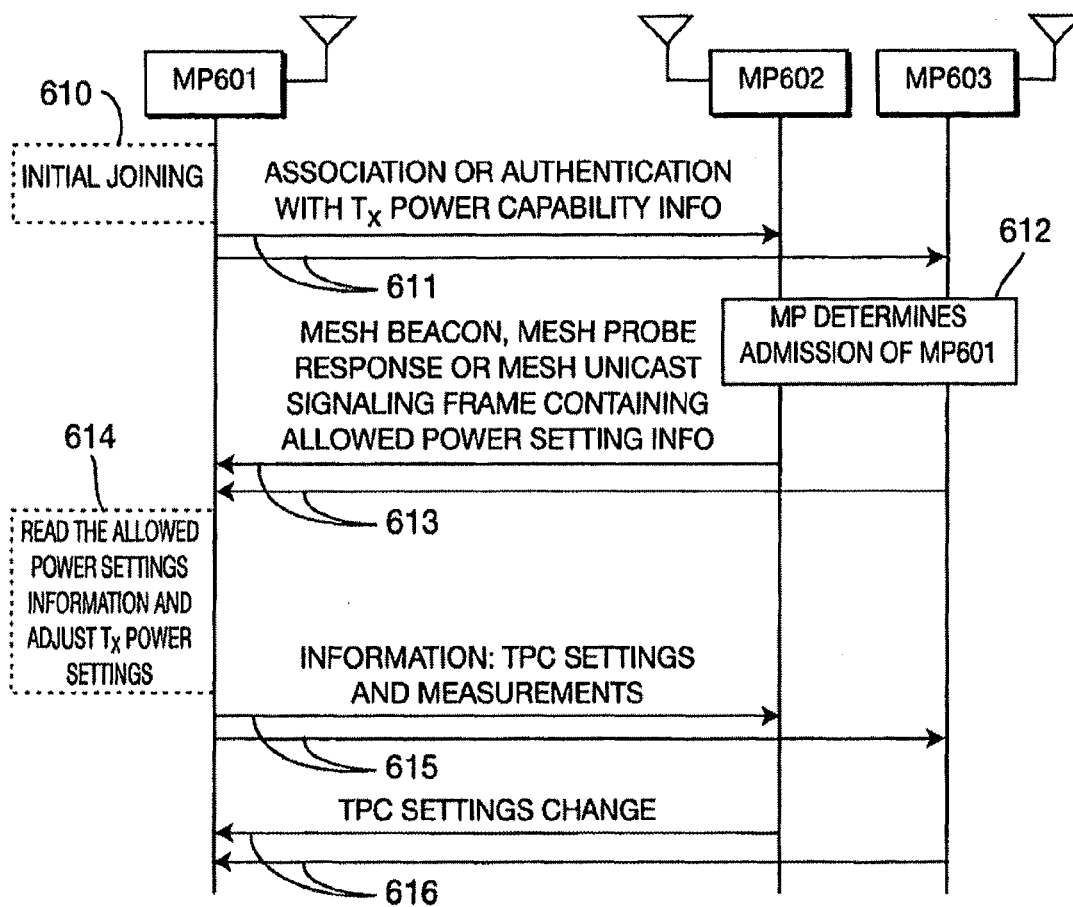 MP601
MP602
MP603
610
INITIAL JOINING
ASSOCIATION OR AUTHENTICATION
WITH TX POWER CAPABILITY INFO
611
612
MP DETERMINES
ADMISSION OF MP601
MESH BEACON, MESH PROBE
RESPONSE OR MESH UNICAST
SIGNALING FRAME CONTAINING
ALLOWED POWER SETTING INFO
613
614
READ THE ALLOWED
POWER SETTINGS
INFORMATION AND
ADJUST TX POWER
SETTINGS
INFORMATION: TPC SETTINGS
AND MEASUREMENTS
615
TPC SETTINGS CHANGE
616